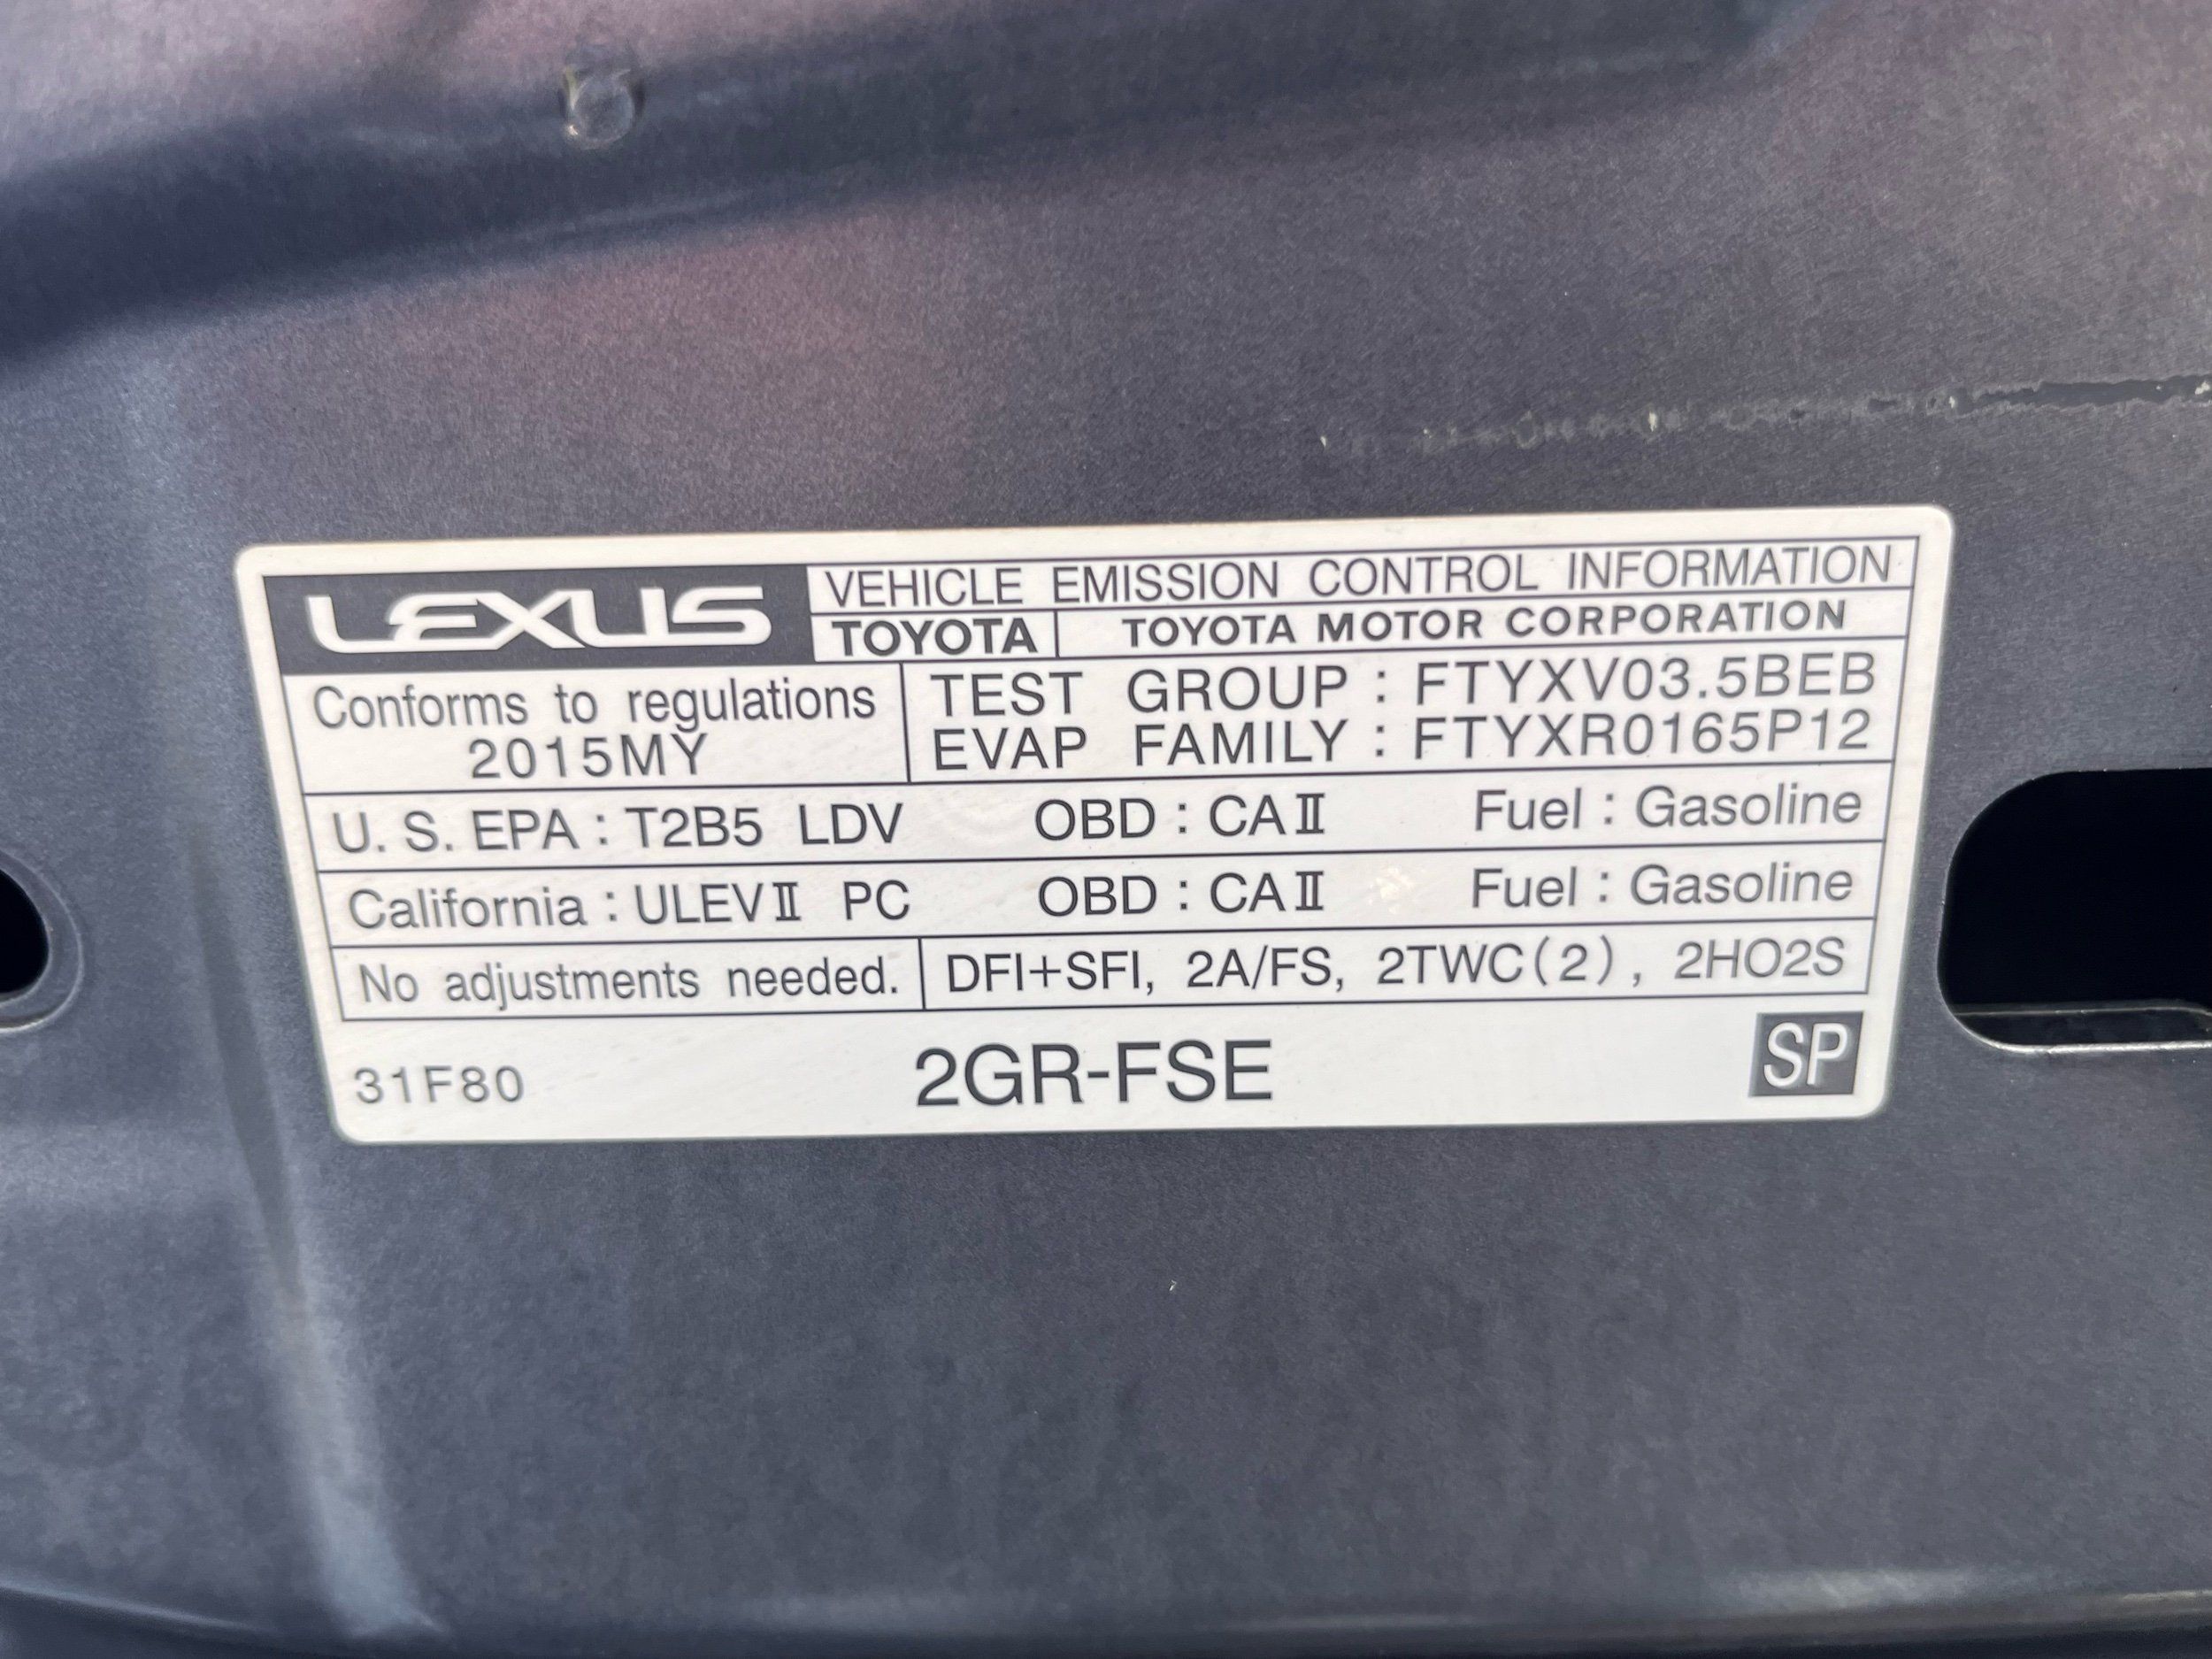 LEXUS
VEHICLE EMISSION CONTROL INFORMATION
TOYOTA TOYOTA MOTOR CORPORATION
Conforms to regulations
2015MY
TEST GROUP : FTYXV03.5BEB
EVAP FAMILY : FTYXR0165P12
U. S. EPA : T2B5 LDV OBD : CAⅡ Fuel : Gasoline
California : ULEVⅡ PC OBD : CAⅡ Fuel : Gasoline
No adjustments needed. DFI+SFI, 2A/FS, 2TWC(2), 2HO2S
31F80 2GR-FSE SP